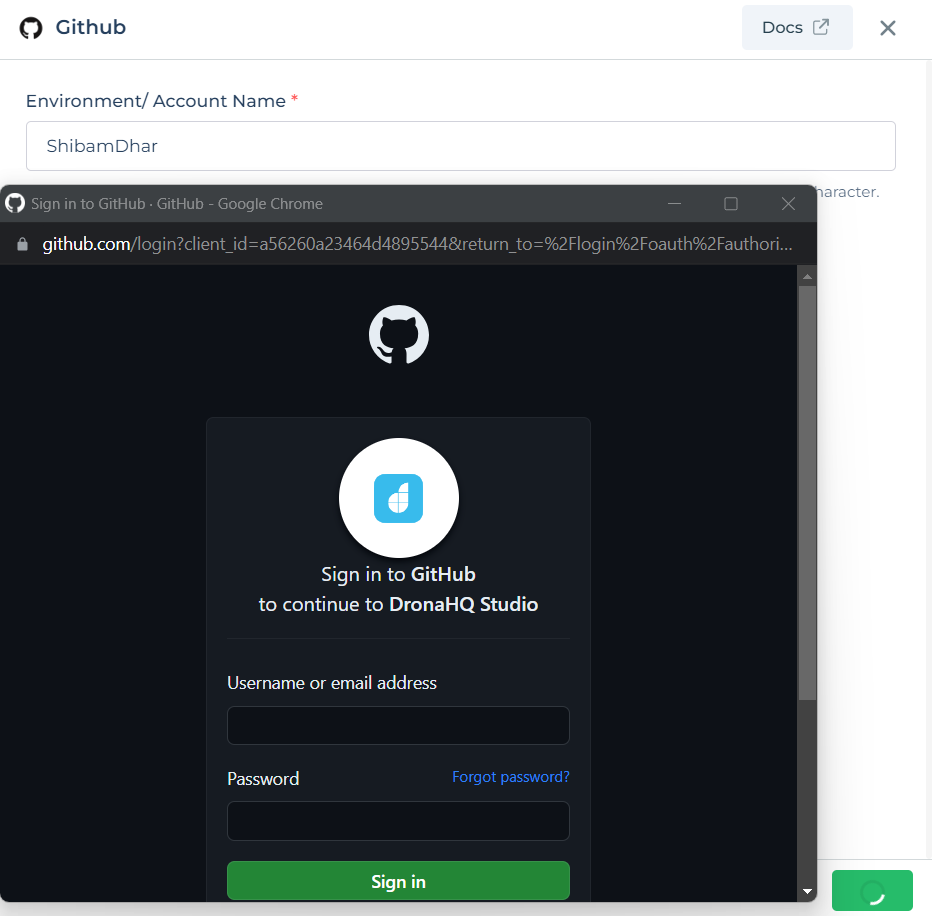 Github
Docs
Environment/ Account Name *
ShibamDhar
haracter.
Sign in to GitHub · GitHub - Google Chrome
github.com/login?client_id=a56260a23464d4895544&return_to=%2Flogin%2Foauth%2Fauthori...
Sign in to GitHub
to continue to DronaHQ Studio
Username or email address
Password
Forgot password?
Sign in